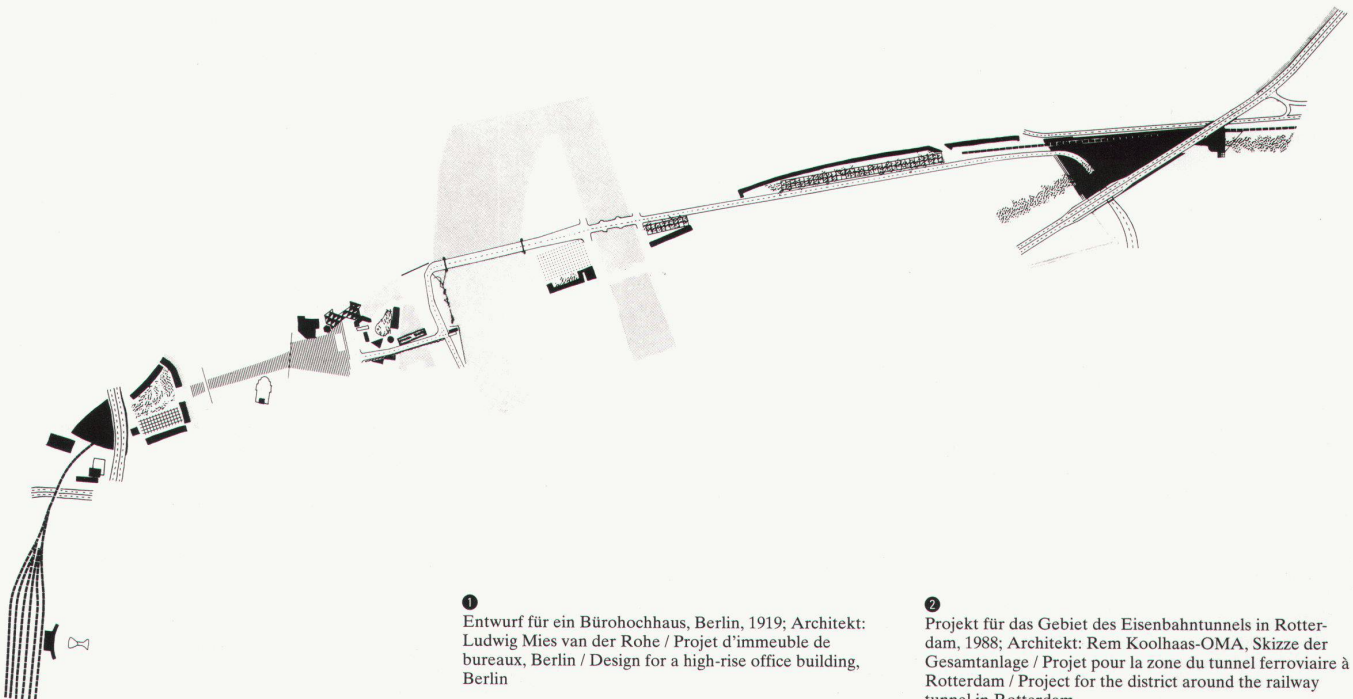 ❶
Entwurf für ein Bürohochhaus, Berlin, 1919; Architekt:
Ludwig Mies van der Rohe / Projet d'immeuble de
bureaux, Berlin / Design for a high-rise office building,
Berlin
❷
Projekt für das Gebiet des Eisenbahntunnels in Rotter-
dam, 1988; Architekt: Rem Koolhaas-OMA, Skizze der
Gesamtanlage / Projet pour la zone du tunnel ferroviaire à
Rotterdam / Project for the district around the railway
tunnel in Rotterdam